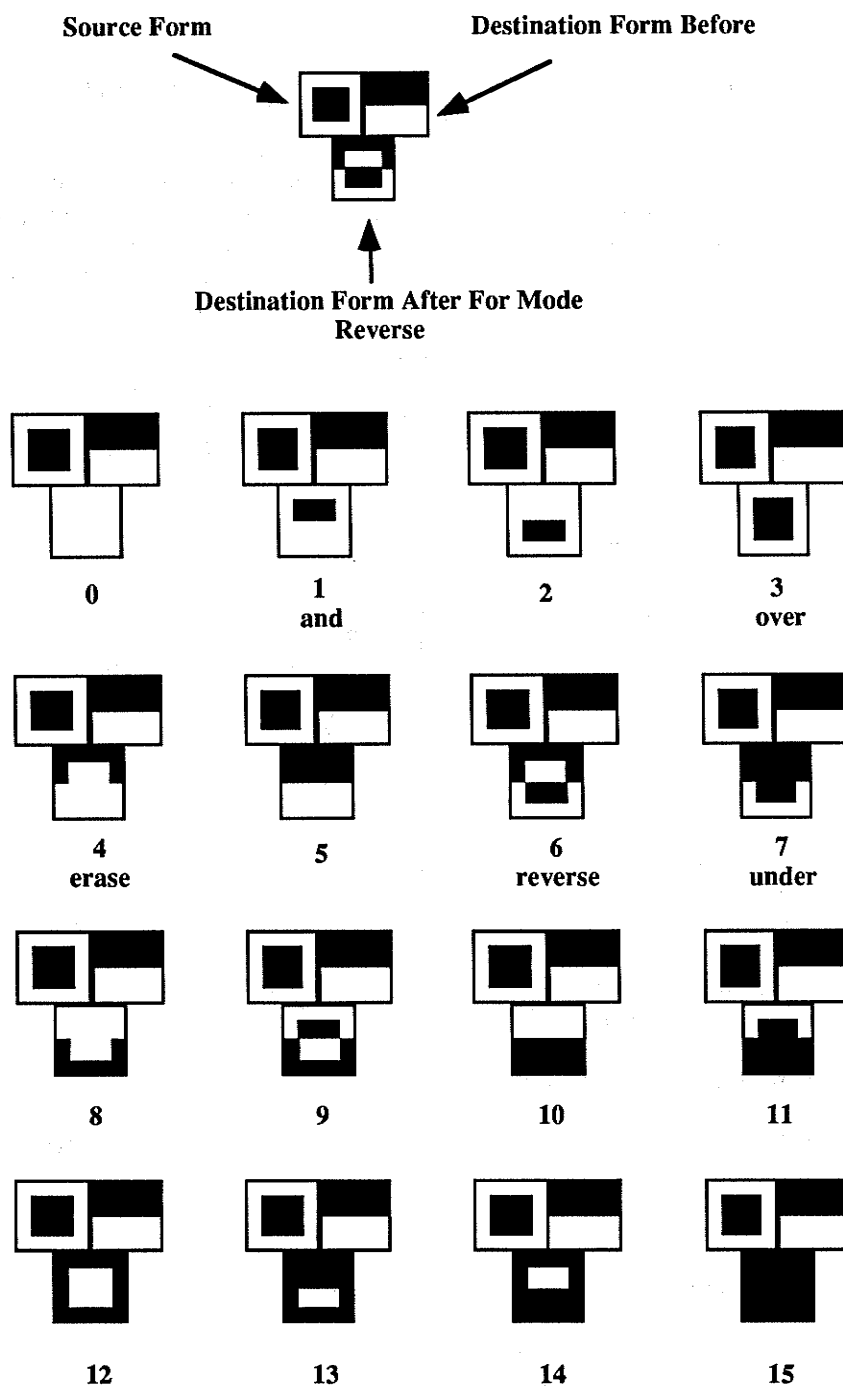 Source Form
Destination Form Before
Destination Form After For Mode
Reverse
0
1
and
2
3
over
4
erase
5
6
reverse
7
under
8
9
10
11
12
13
14
15